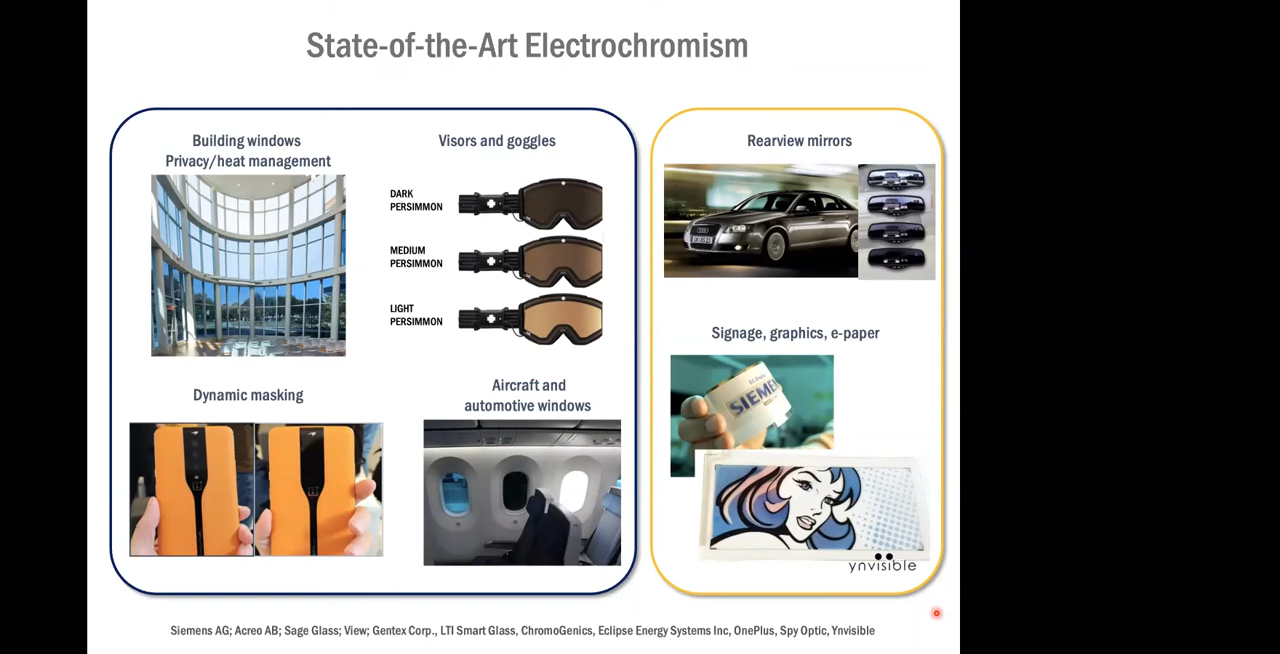 State-of-the-Art Electrochromism
Building windows
Privacy/heat management
Visors and goggles
DARK
PERSIMMON
MEDIUM
PERSIMMON
LIGHT
PERSIMMON
Dynamic masking
Aircraft and
automotive windows
Rearview mirrors
Signage, graphics, e-paper
SIEMEN
ynvisible
Siemens AG; Acreo AB; Sage Glass; View; Gentex Corp., LTI Smart Glass, ChromoGenics, Eclipse Energy Systems Inc, OnePlus, Spy Optic, Ynvisible